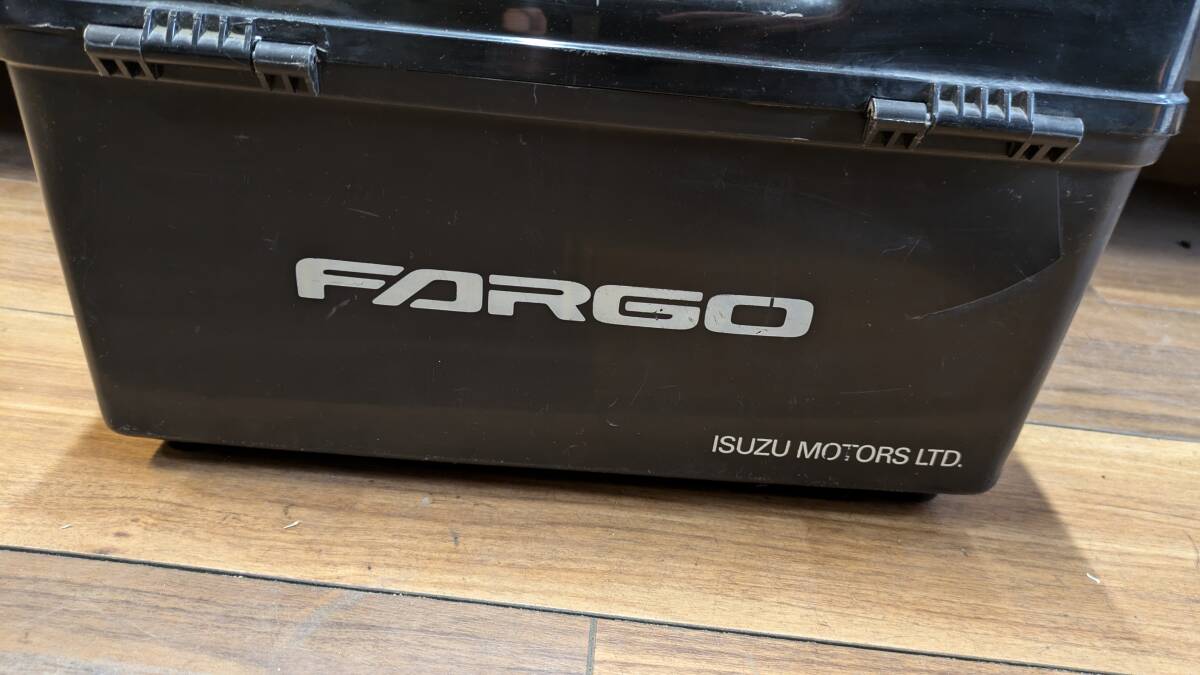 FARGO
ISUZU MOTORS LTD.